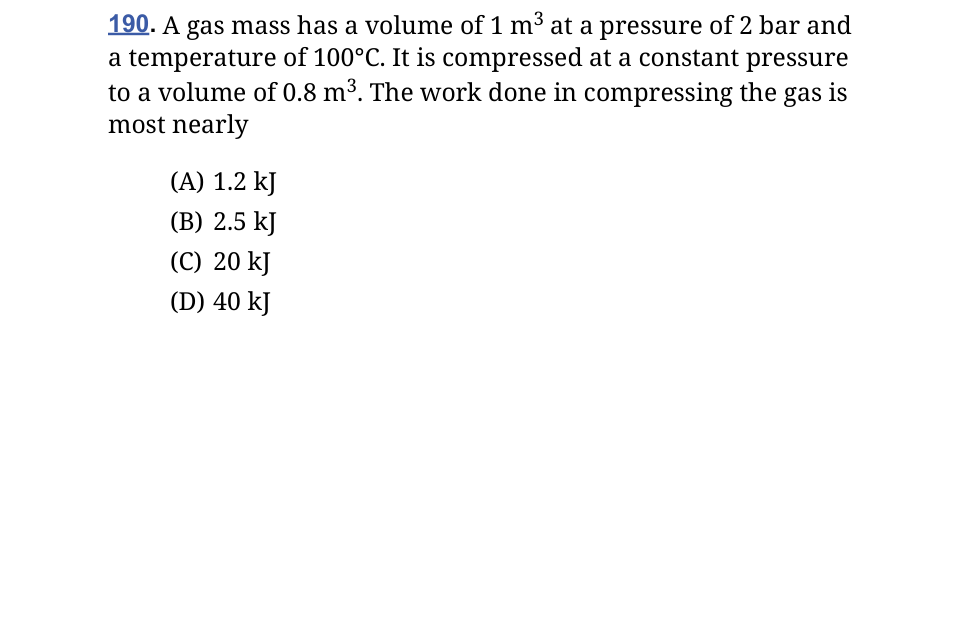 190. A gas mass has a volume of 1 m³ at a pressure of 2 bar and
a temperature of 100°C. It is compressed at a constant pressure
to a volume of 0.8 m³. The work done in compressing the gas is
most nearly
(A) 1.2 kJ
(B) 2.5 kJ
(C) 20 kJ
(D) 40 kJ